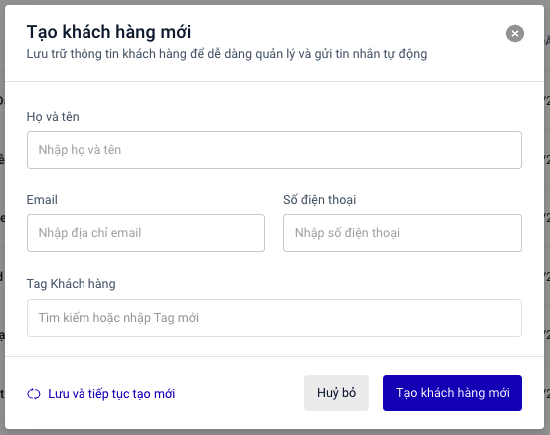 Tạo khách hàng mới
Lưu trữ thông tin khách hàng để dễ dàng quản lý và gửi tin nhắn tự động
Họ và tên
Nhập họ và tên
Email
Số điện thoại
Nhập địa chỉ email
Nhập số điện thoại
Tag Khách hàng
Tìm kiếm hoặc nhập Tag mới
Lưu và tiếp tục tạo mới
Huỷ bỏ
Tạo khách hàng mới